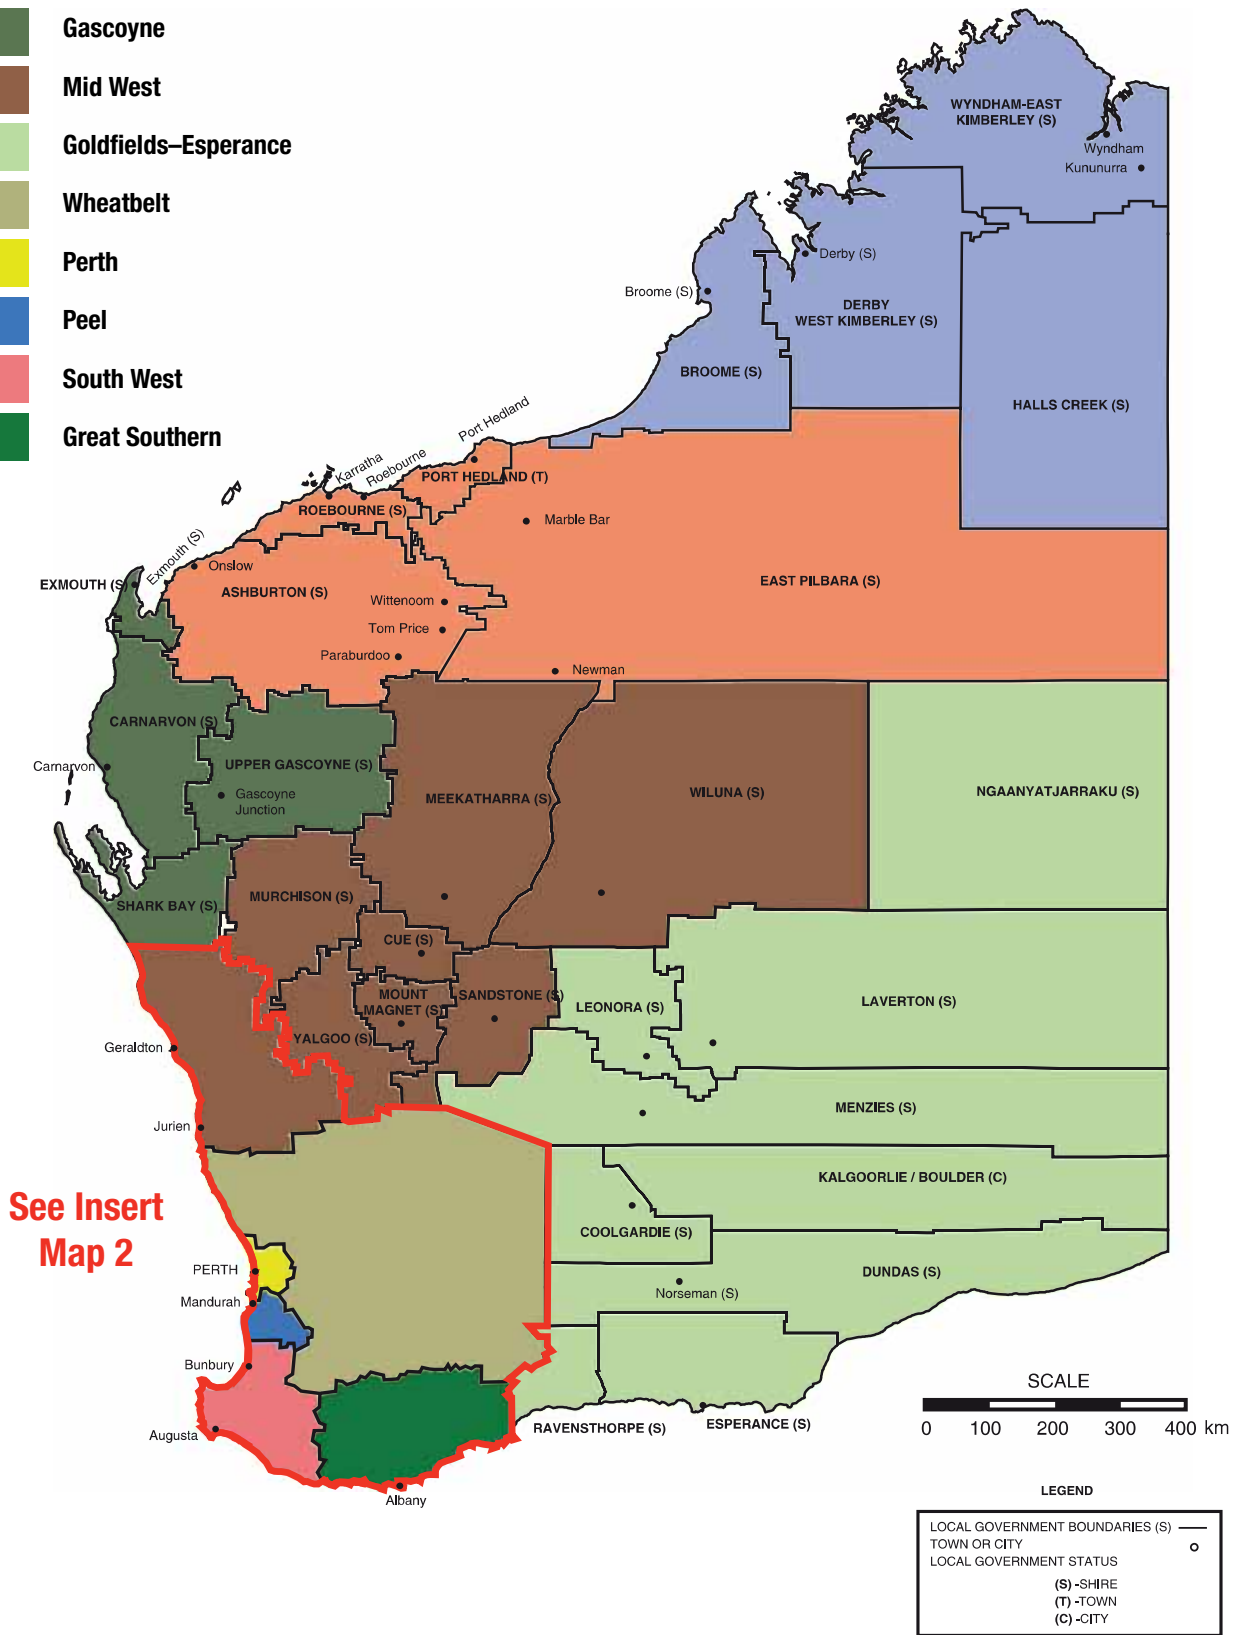 Gascoyne
Mid West
Goldfields–Esperance
Wheatbelt
Perth
Peel
South West
Great Southern
WYNDHAM-EAST
KIMBERLEY (S)
Wyndham
Kununurra
Derby (S)
Broome (S)
DERBY
WEST KIMBERLEY (S)
BROOME (S)
HALLS CREEK (S)
Port Hedland
Karratha
Roebourne
PORT HEDLAND (T)
ROEBOURNE (S)
Marble Bar
Exmouth (S)
Onslow
EXMOUTH (S)
ASHBURTON (S)
EAST PILBARA (S)
Wittenoom
Tom Price
Paraburdoo
Newman
CARNARVON (S)
UPPER GASCOYNE (S)
Carnarvon
Gascoyne
Junction
MEEKATHARRA (S)
WILUNA (S)
NGAANYATJARRAKU (S)
MURCHISON (S)
SHARK BAY (S)
CUE (S)
MOUNT
MAGNET (S)
SANDSTONE (S)
LEONORA (S)
LAVERTON (S)
YALGOO (S)
Geraldton
MENZIES (S)
Jurien
KALGOORLIE / BOULDER (C)
See Insert
Map 2
COOLGARDIE (S)
PERTH
DUNDAS (S)
Norseman (S)
Mandurah
Bunbury
Augusta
RAVENSTHORPE (S)
ESPERANCE (S)
Albany
SCALE
0 100 200 300 400 km
LEGEND
LOCAL GOVERNMENT BOUNDARIES (S)
TOWN OR CITY
LOCAL GOVERNMENT STATUS
(S) -SHIRE
(T) -TOWN
(C) -CITY